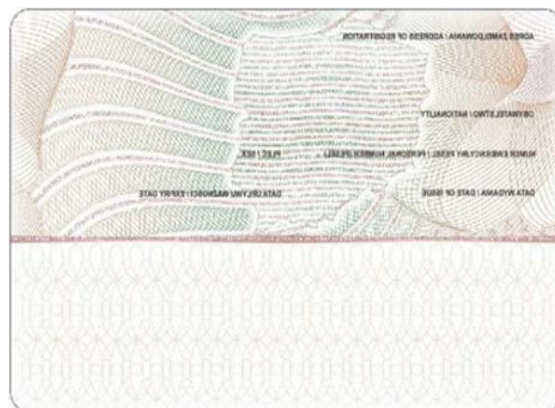 ADRES ZAMELDOWANIA / ADDRESS OF REGISTRATION
OBYWATELSTWO / NATIONALITY
NUMER EWIDENCYJNY PESEL / PERSONAL NUMBER (PESEL) PŁEĆ / SEX
DATA WYDANIA / DATE OF ISSUE DATA UPŁYWU WAŻNOŚCI / EXPIRY DATE